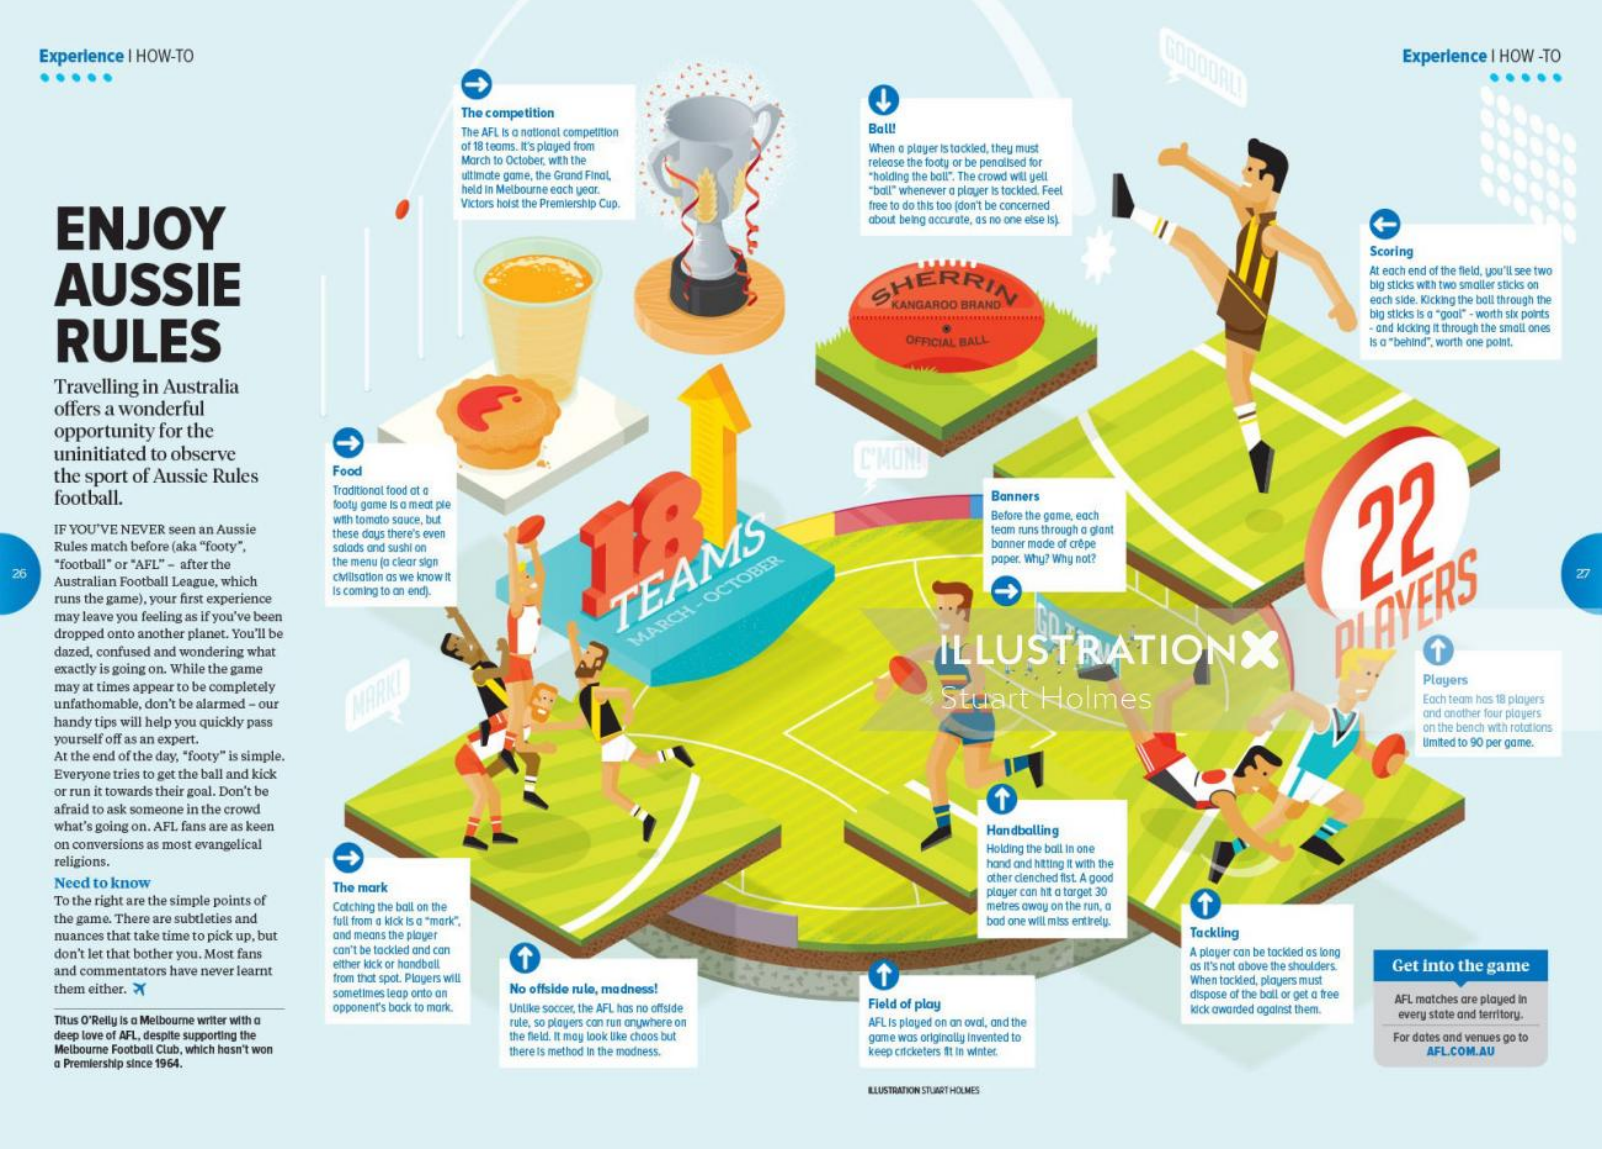 Experience | HOW-TO
ENJOY
AUSSIE
RULES
Travelling in Australia
offers a wonderful
opportunity for the
uninitiated to observe
the sport of Aussie Rules
football.
IF YOU'VE NEVER seen an Aussie
Rules match before (aka "footy",
"football" or "AFL" – after the
Australian Football League, which
runs the game), your first experience
may leave you feeling as if you've been
dropped onto another planet. You'll be
dazed, confused and wondering what
exactly is going on. While the game
may at times appear to be completely
unfathomable, don't be alarmed – our
handy tips will help you quickly pass
yourself off as an expert.
At the end of the day, "footy" is simple.
Everyone tries to get the ball and kick
or run it towards their goal. Don't be
afraid to ask someone in the crowd
what's going on. AFL fans are as keen
on conversions as most evangelical
religions.
Need to know
To the right are the simple points of
the game. There are subtleties and
nuances that take time to pick up, but
don't let that bother you. Most fans
and commentators have never learnt
them either.
Titus O'Reily is a Melbourne writer with a
deep love of AFL, despite supporting the
Melbourne Football Club, which hasn't won
a Premiership since 1964.
26
The competition
The AFL is a national competition
of 18 teams. It's played from
March to October, with the
ultimate game, the Grand Final,
held in Melbourne each year.
Victors hoist the Premiership Cup.
Food
Traditional food at a
footy game is a meat pie
with tomato sauce, but
these days there's even
salads and sushi on
the menu (a clear sign
civilisation as we know it
is coming to an end).
18
TEAMS
MARCH - OCTOBER
MARK!
The mark
Catching the ball on the
full from a kick is a "mark",
and means the player
can't be tackled and can
either kick or handball
from that spot. Players will
sometimes leap onto an
opponent's back to mark.
No offside rule, madness!
Unlike soccer, the AFL has no offside
rule, so players can run anywhere on
the field. It may look like chaos but
there is method in the madness.
Experience | HOW -TO
GOOOOAL!
Ball!
When a player is tackled, they must
release the footy or be penalised for
"holding the ball". The crowd will yell
"ball" whenever a player is tackled. Feel
free to do this too (don't be concerned
about being accurate, as no one else is).
SHERRIN
KANGAROO BRAND
OFFICIAL BALL
Scoring
At each end of the field, you'll see two
big sticks with two smaller sticks on
each side. Kicking the ball through the
big sticks is a "goal" - worth six points
- and kicking it through the small ones
is a "behind", worth one point.
C'MON!
Banners
Before the game, each
team runs through a giant
banner made of crêpe
paper. Why? Why not?
GO
22
PLAYERS
Players
Each team has 18 players
and another four players
on the bench with rotations
limited to 90 per game.
ILLUSTRATIONX
Stuart Holmes
Handballing
Holding the ball in one
hand and hitting it with the
other clenched fist. A good
player can hit a target 30
metres away on the run, a
bad one will miss entirely.
Tackling
A player can be tackled as long
as it's not above the shoulders.
When tackled, players must
dispose of the ball or get a free
kick awarded against them.
Field of play
AFL is played on an oval, and the
game was originally invented to
keep cricketers fit in winter.
Get into the game
AFL matches are played in
every state and territory.
For dates and venues go to
AFL.COM.AU
27
ILLUSTRATION STUART HOLMES